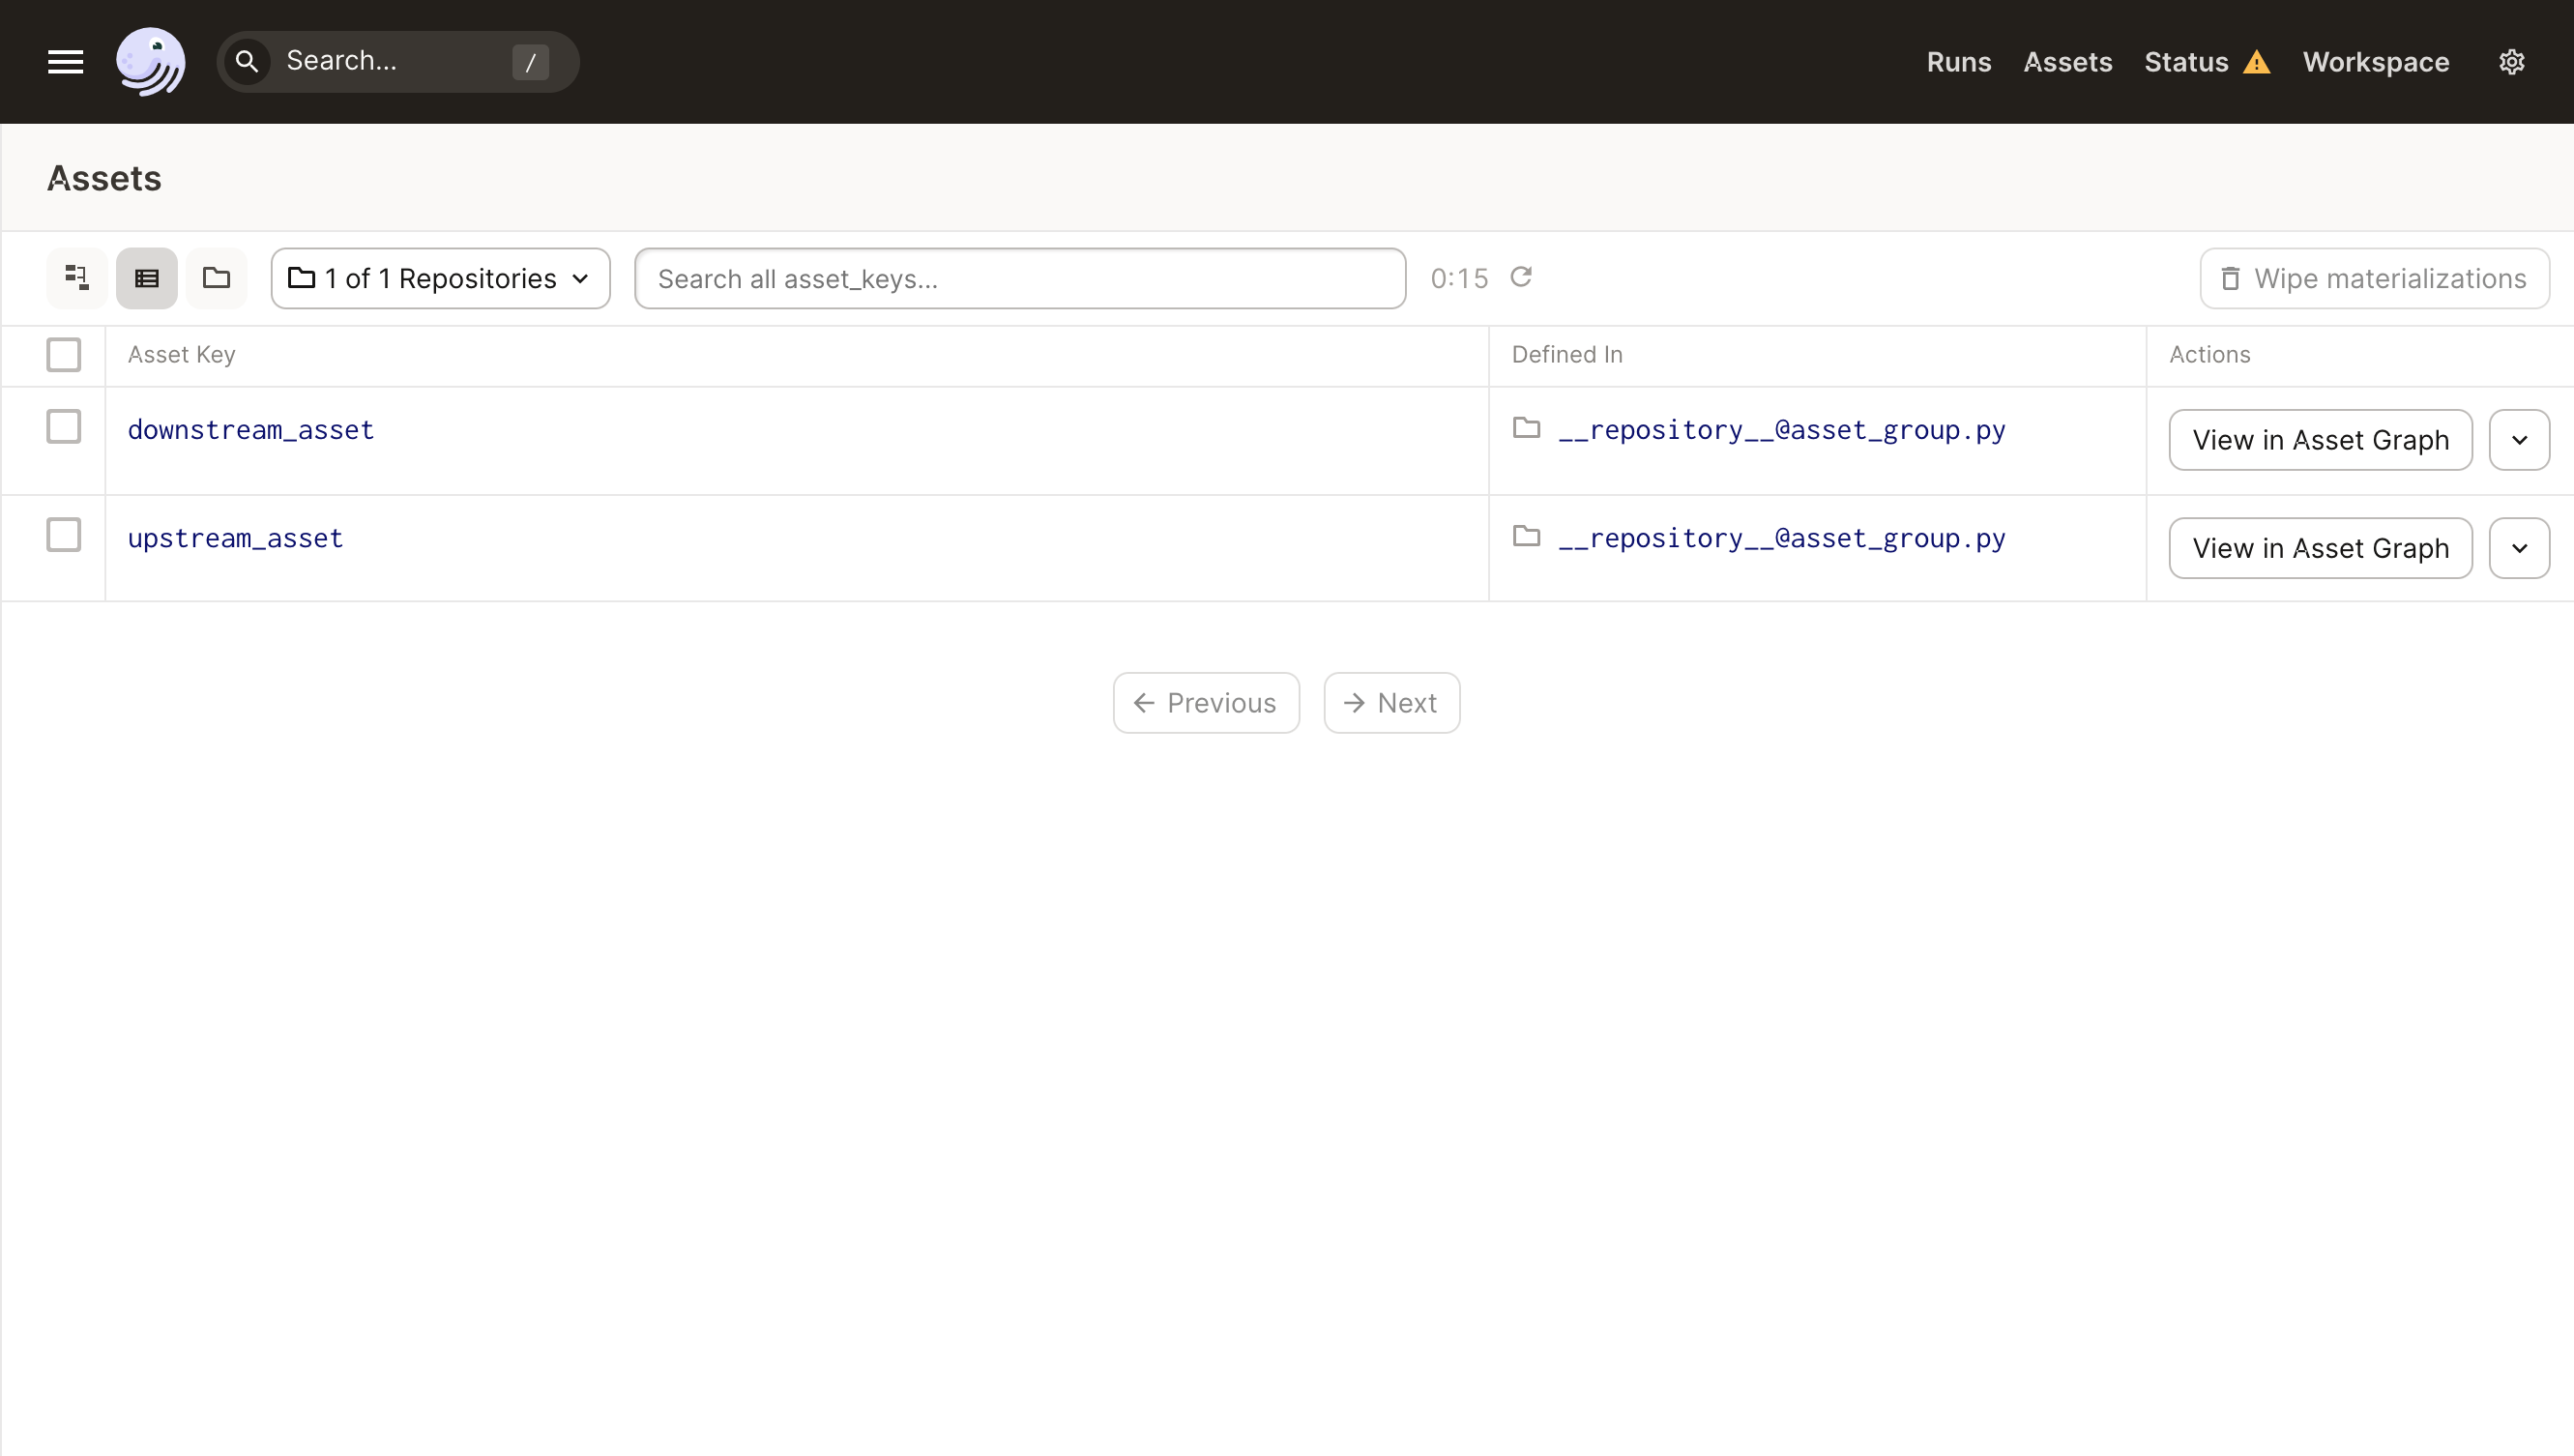 Search... /
Runs Assets Status Workspace
Assets
1 of 1 Repositories Search all asset_keys... 0:15 Wipe materializations
Asset Key Defined In Actions
downstream_asset __repository__@asset_group.py View in Asset Graph
upstream_asset __repository__@asset_group.py View in Asset Graph
Previous Next